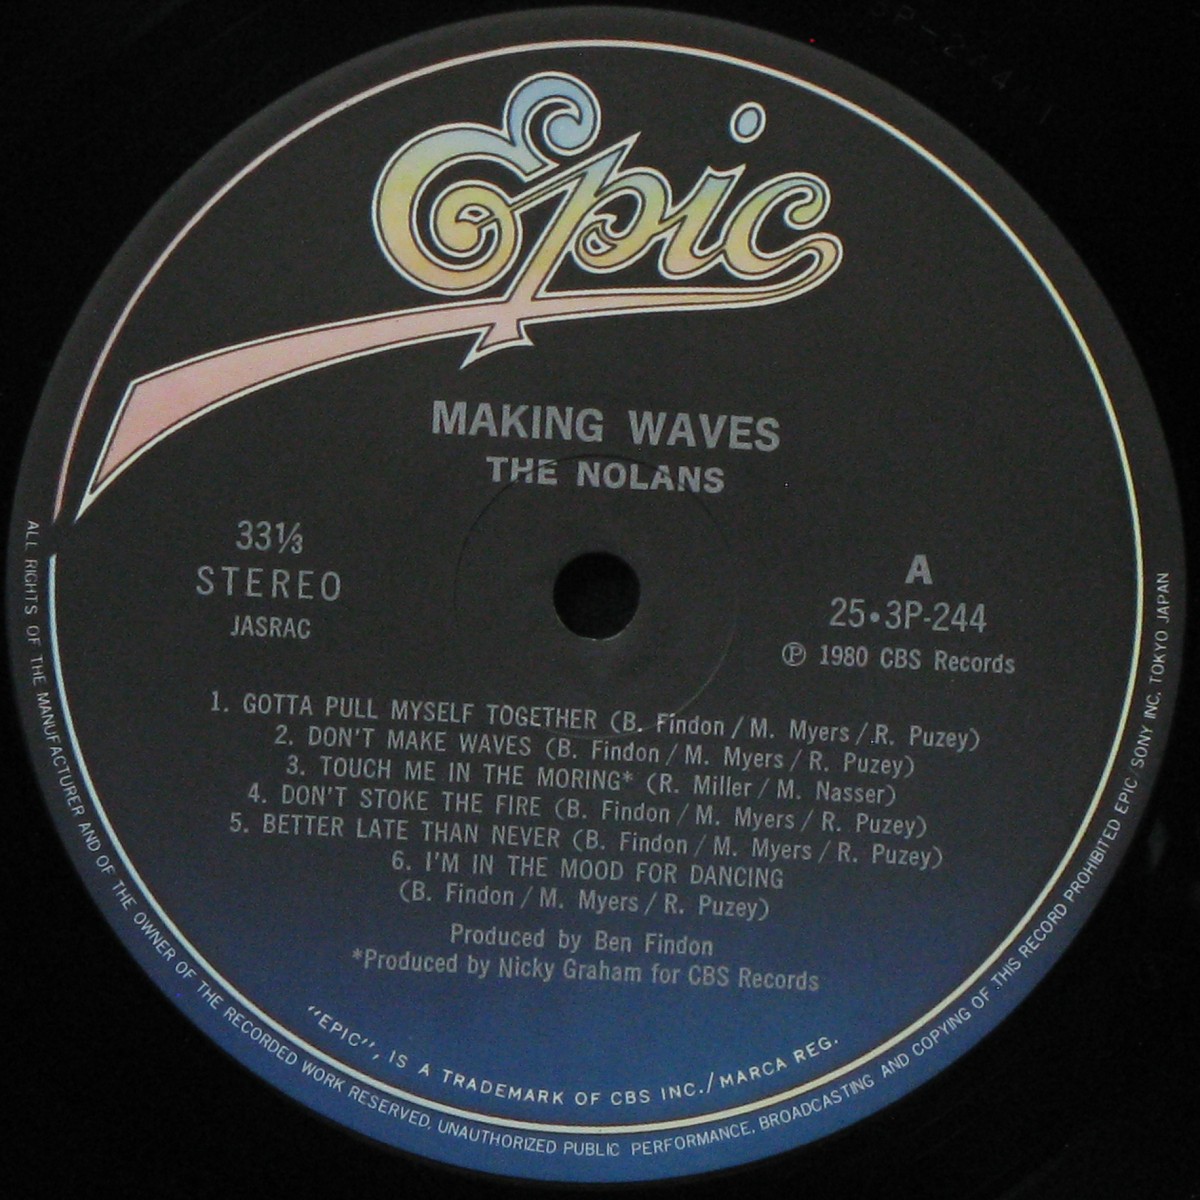 Epic
MAKING WAVES
THE NOLANS
33⅓
STEREO
JASRAC
A
25•3P-244
℗ 1980 CBS Records
1. GOTTA PULL MYSELF TOGETHER (B. Findon / M. Myers / R. Puzey)
2. DON'T MAKE WAVES (B. Findon / M. Myers / R. Puzey)
3. TOUCH ME IN THE MORING* (R. Miller / M. Nasser)
4. DON'T STOKE THE FIRE (B. Findon / M. Myers / R. Puzey)
5. BETTER LATE THAN NEVER (B. Findon / M. Myers / R. Puzey)
6. I'M IN THE MOOD FOR DANCING
(B. Findon / M. Myers / R. Puzey)
Produced by Ben Findon
*Produced by Nicky Graham for CBS Records
"EPIC", IS A TRADEMARK OF CBS INC./MARCA REG.
ALL RIGHTS OF THE MANUFACTURER AND OF THE OWNER OF THE RECORDED WORK RESERVED. UNAUTHORIZED PUBLIC PERFORMANCE, BROADCASTING AND COPYING OF THIS RECORD PROHIBITED EPIC/SONY INC. TOKYO JAPAN